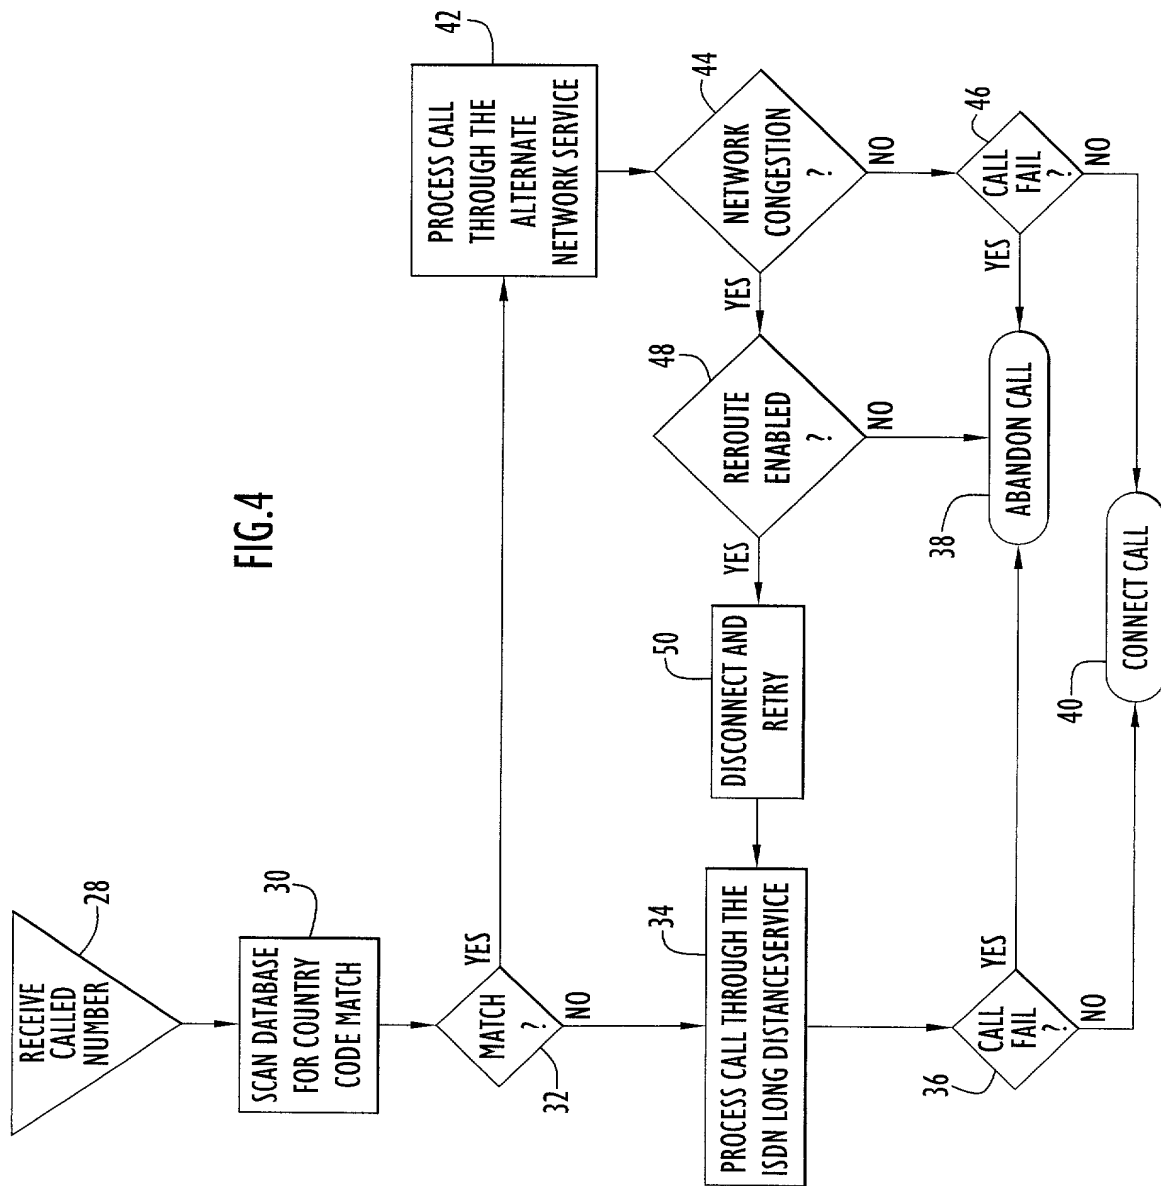 FIG.4
RECEIVE
CALLED
NUMBER
28
SCAN DATABASE
FOR COUNTRY
CODE MATCH
30
MATCH
?
32
YES
NO
PROCESS CALL
THROUGH THE
ALTERNATE
NETWORK SERVICE
42
NETWORK
CONGESTION
?
44
YES
NO
REROUTE
ENABLED
?
48
YES
NO
DISCONNECT AND
RETRY
50
PROCESS CALL THROUGH THE
ISDN LONG DISTANCESERVICE
34
CALL
FAIL
?
36
YES
NO
CALL
FAIL
?
46
YES
NO
ABANDON CALL
38
CONNECT CALL
40